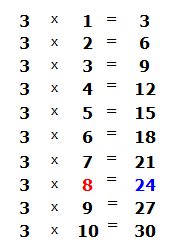 3 x 1 = 3
3 x 2 = 6
3 x 3 = 9
3 x 4 = 12
3 x 5 = 15
3 x 6 = 18
3 x 7 = 21
3 x 8 = 24
3 x 9 = 27
3 x 10 = 30